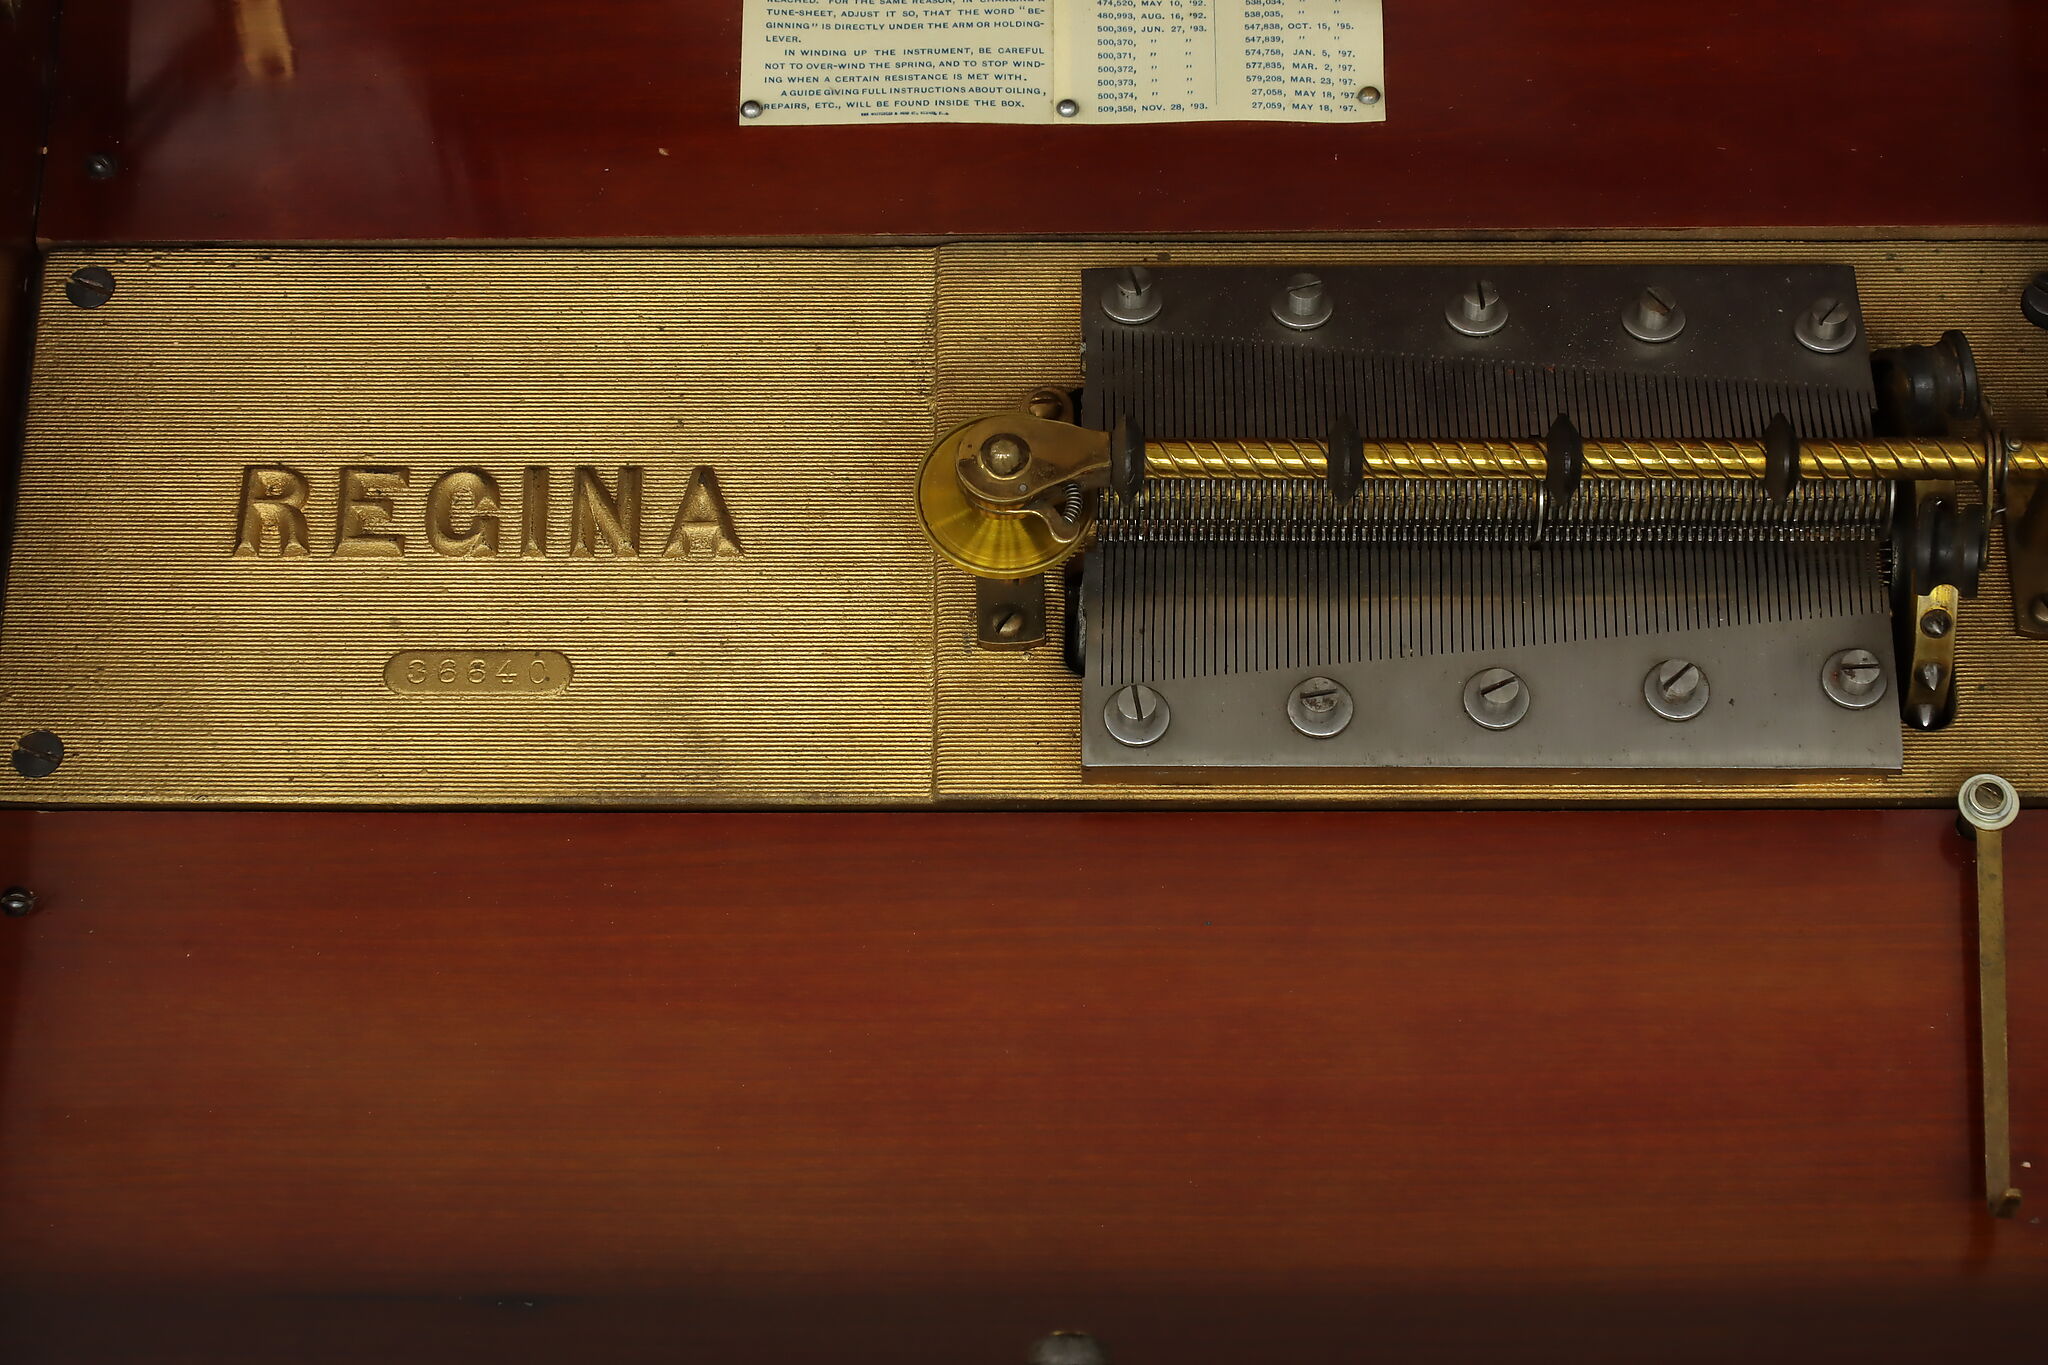 REACHED. FOR THE SAME REASON, IN CHANGING A
TUNE-SHEET, ADJUST IT SO, THAT THE WORD "BE-
GINNING" IS DIRECTLY UNDER THE ARM OR HOLDING-
LEVER.
IN WINDING UP THE INSTRUMENT, BE CAREFUL
NOT TO OVER-WIND THE SPRING, AND TO STOP WIND-
ING WHEN A CERTAIN RESISTANCE IS MET WITH.
A GUIDE GIVING FULL INSTRUCTIONS ABOUT OILING,
REPAIRS, ETC., WILL BE FOUND INSIDE THE BOX.
474,520, MAY 10, '92.
480,993, AUG. 16, '92.
500,369, JUN. 27, '93.
500,370, " "
500,371, " "
500,372, " "
500,373, " "
500,374, " "
509,358, NOV. 28, '93.
538,034, " "
538,035, " "
547,838, OCT. 15, '95.
547,839, " "
574,758, JAN. 5, '97.
577,835, MAR. 2, '97.
579,208, MAR. 23, '97.
27,058, MAY 18, '97.
27,059, MAY 18, '97.
REGINA
36640